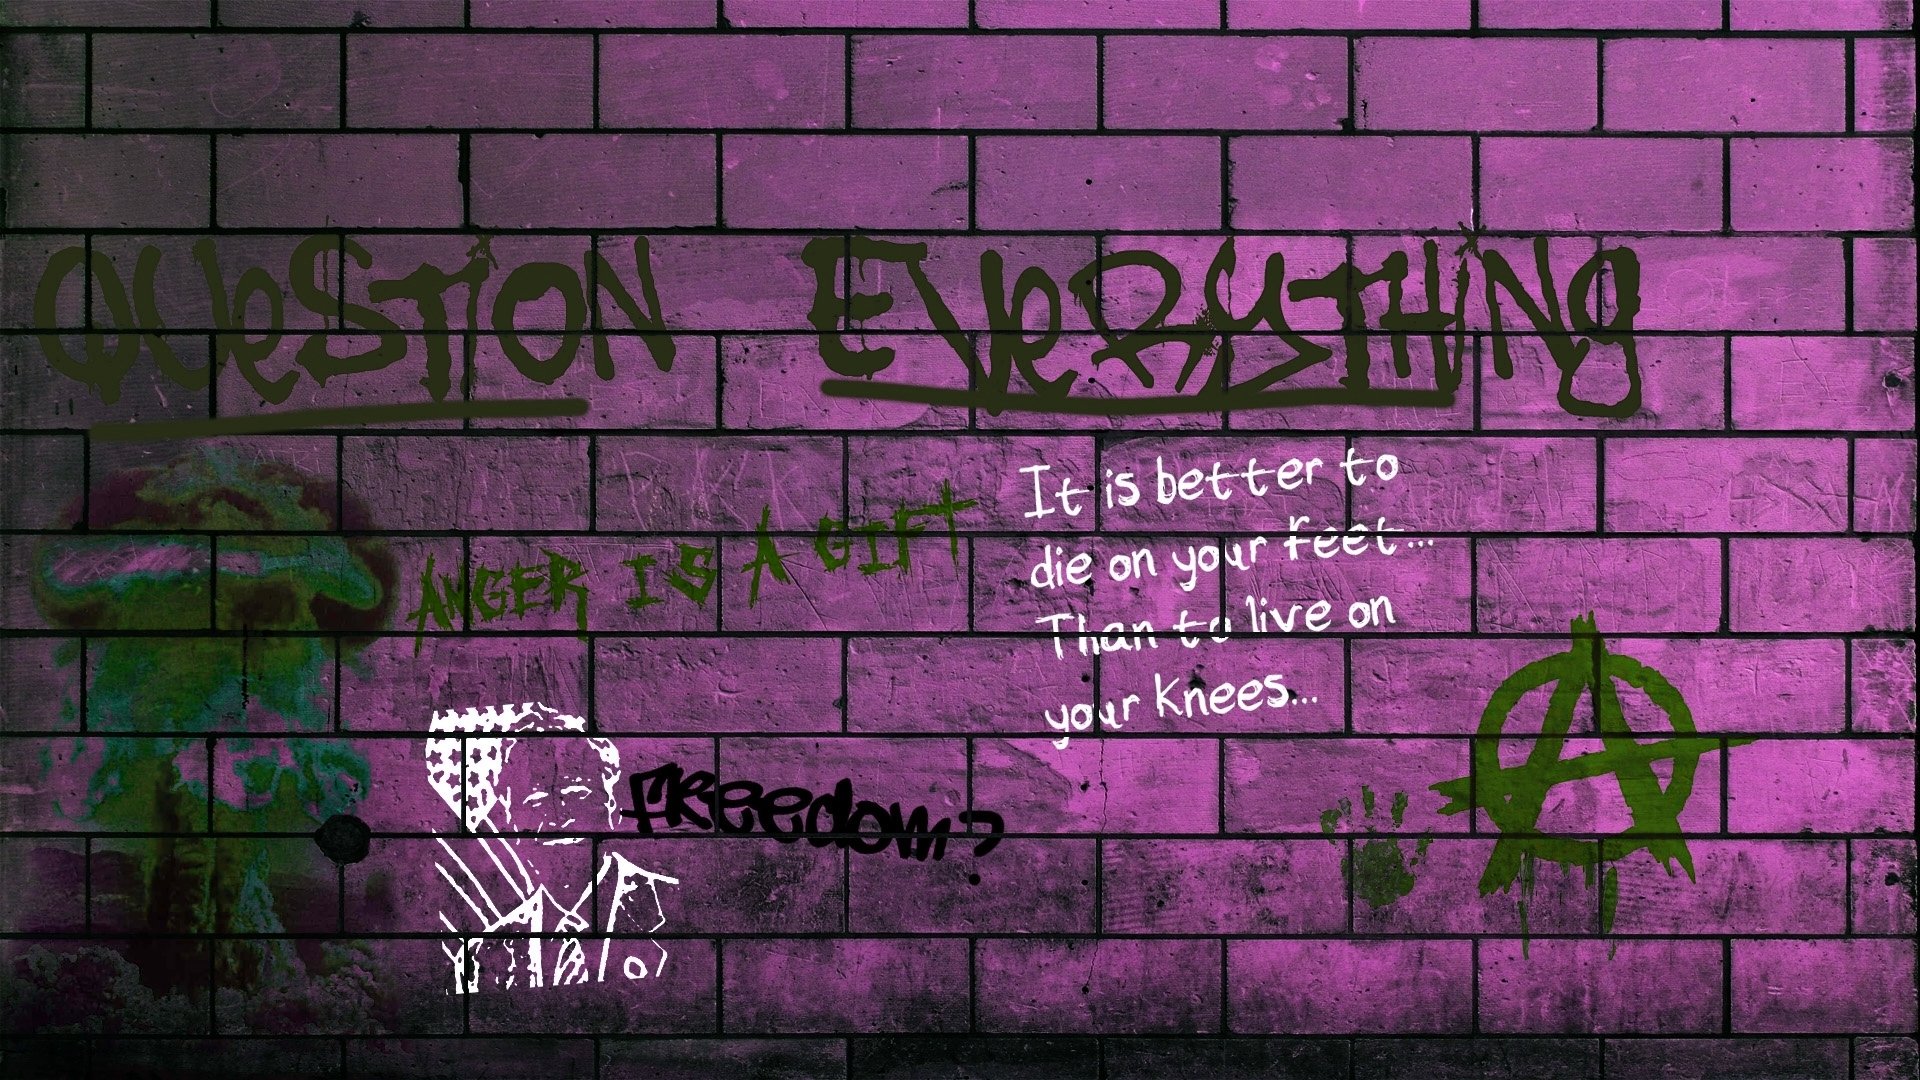 QUeSTiON EVeRYTHiNg
ANGER IS A GIFT
It is better to
die on your feet...
Than to live on
your knees...
FReedom?
A